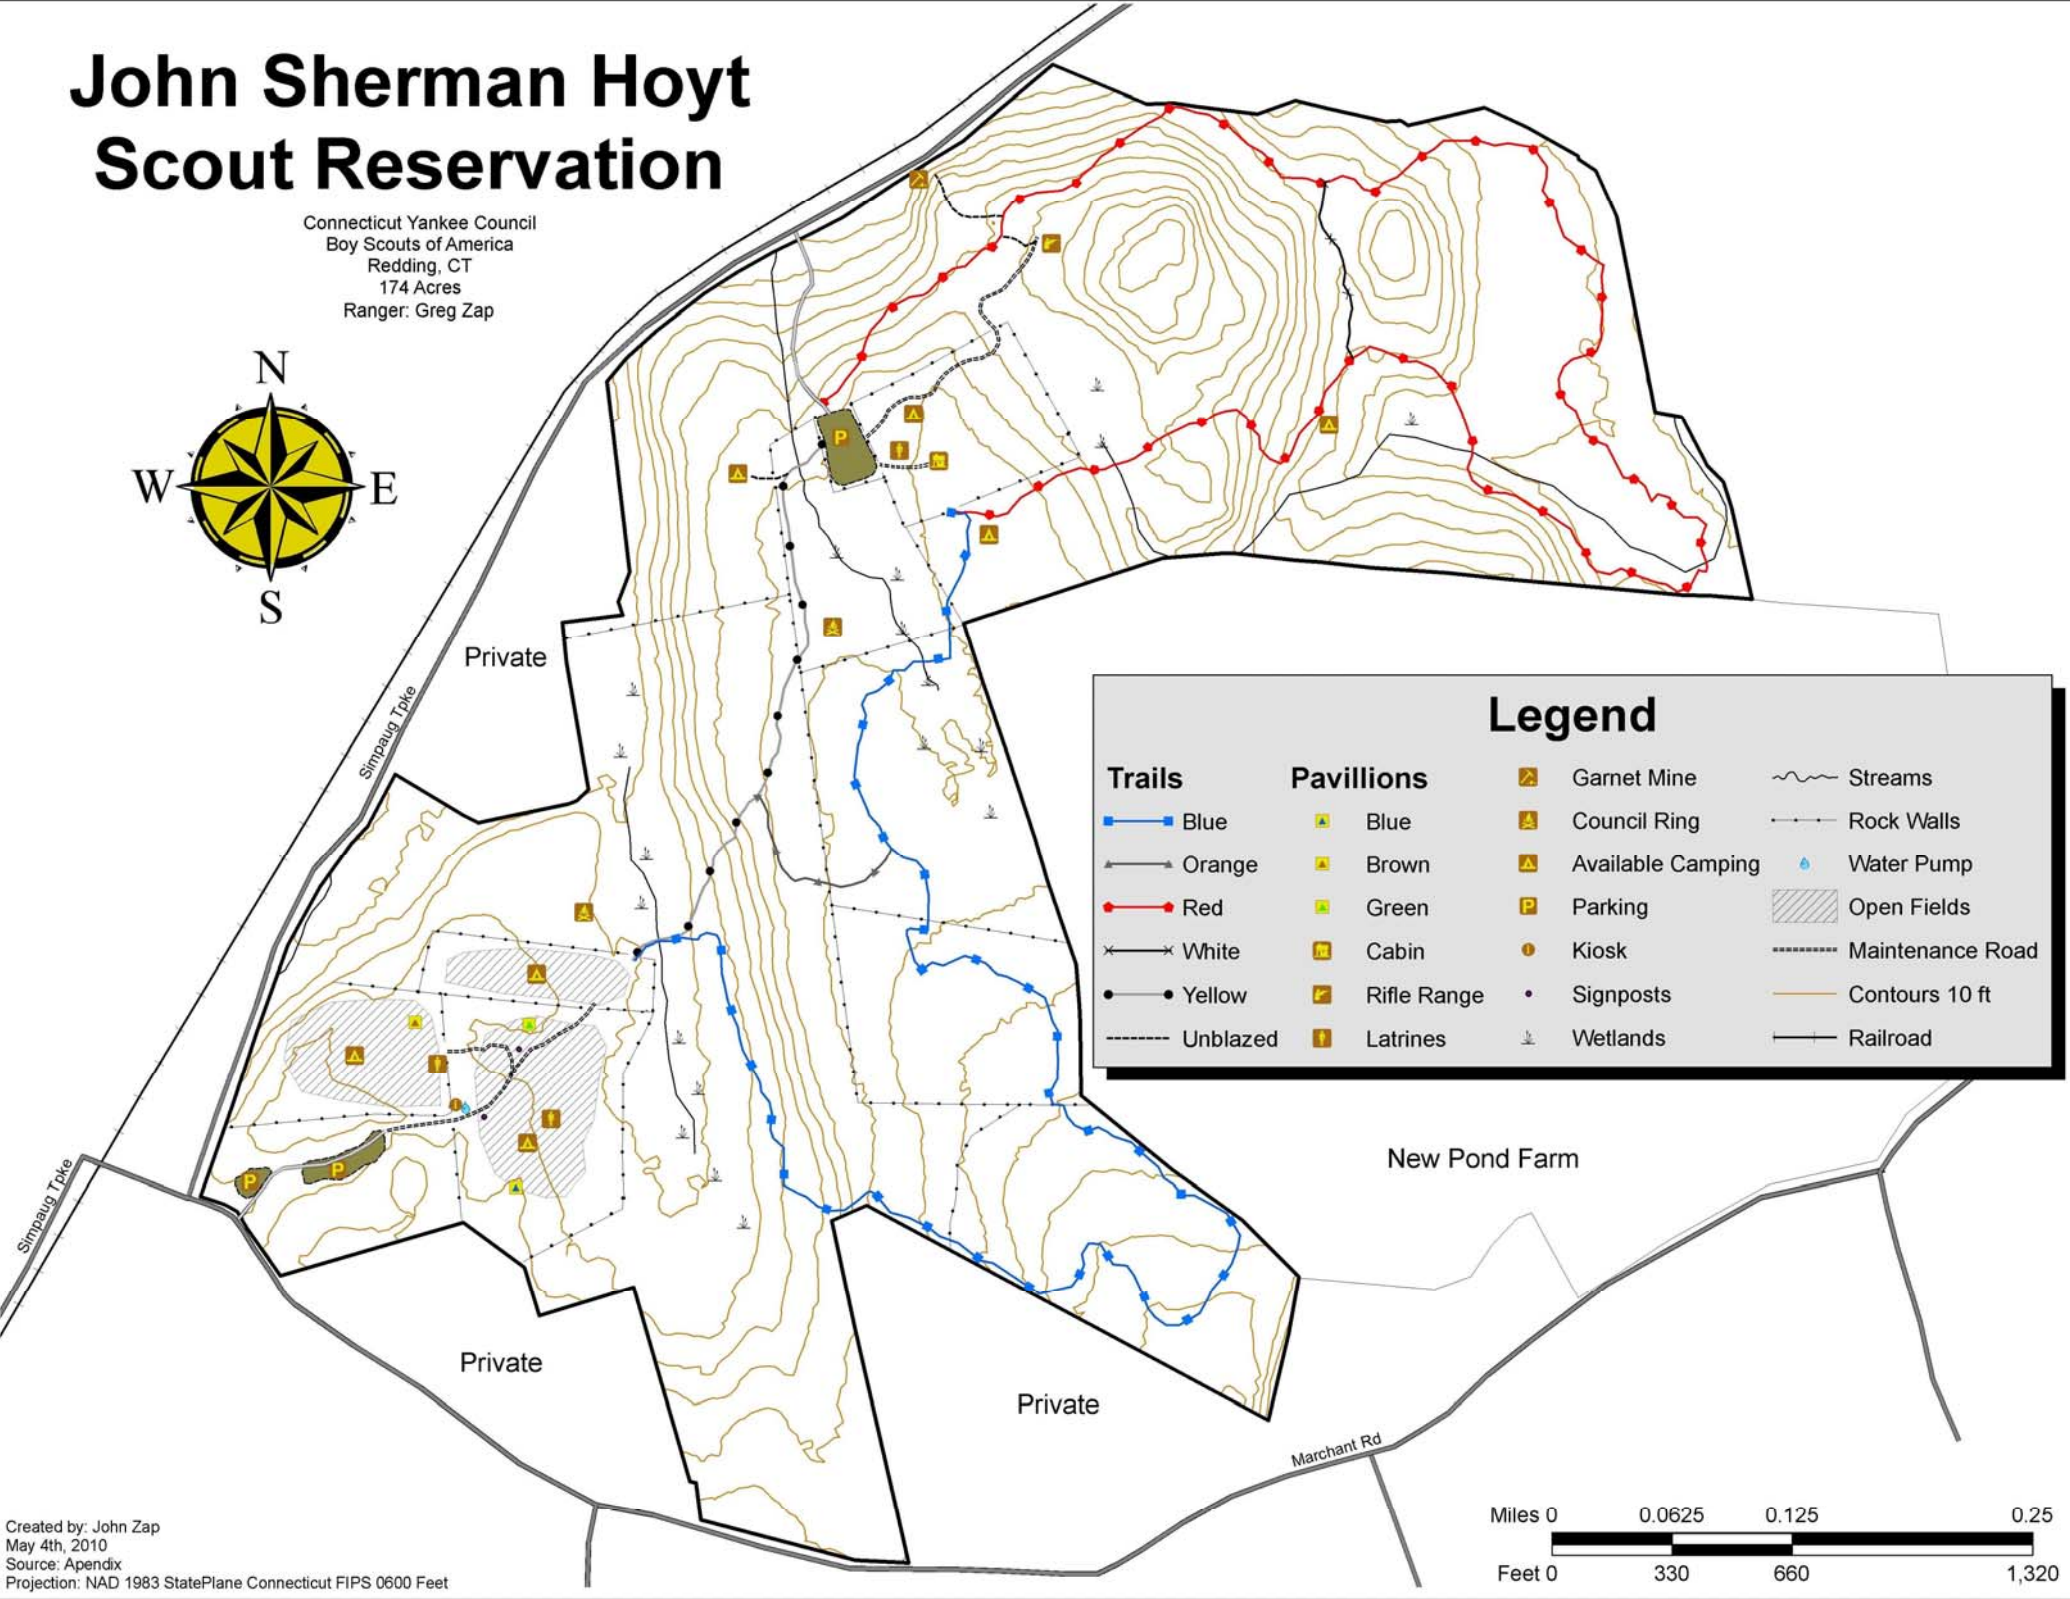 John Sherman Hoyt
Scout Reservation
Connecticut Yankee Council
Boy Scouts of America
Redding, CT
174 Acres
Ranger: Greg Zap
N
W
E
S
P
Private
Simpaug Tpke
Legend
Trails
Blue
Orange
Red
White
Yellow
Unblazed
Pavillions
Blue
Brown
Green
Cabin
Rifle Range
Latrines
Garnet Mine
Council Ring
Available Camping
P Parking
Kiosk
Signposts
Wetlands
Streams
Rock Walls
Water Pump
Open Fields
Maintenance Road
Contours 10 ft
Railroad
P
P
Simpaug Tpke
New Pond Farm
Private
Private
Marchant Rd
Miles 0 0.0625 0.125 0.25
Feet 0 330 660 1,320
Created by: John Zap
May 4th, 2010
Source: Apendix
Projection: NAD 1983 StatePlane Connecticut FIPS 0600 Feet